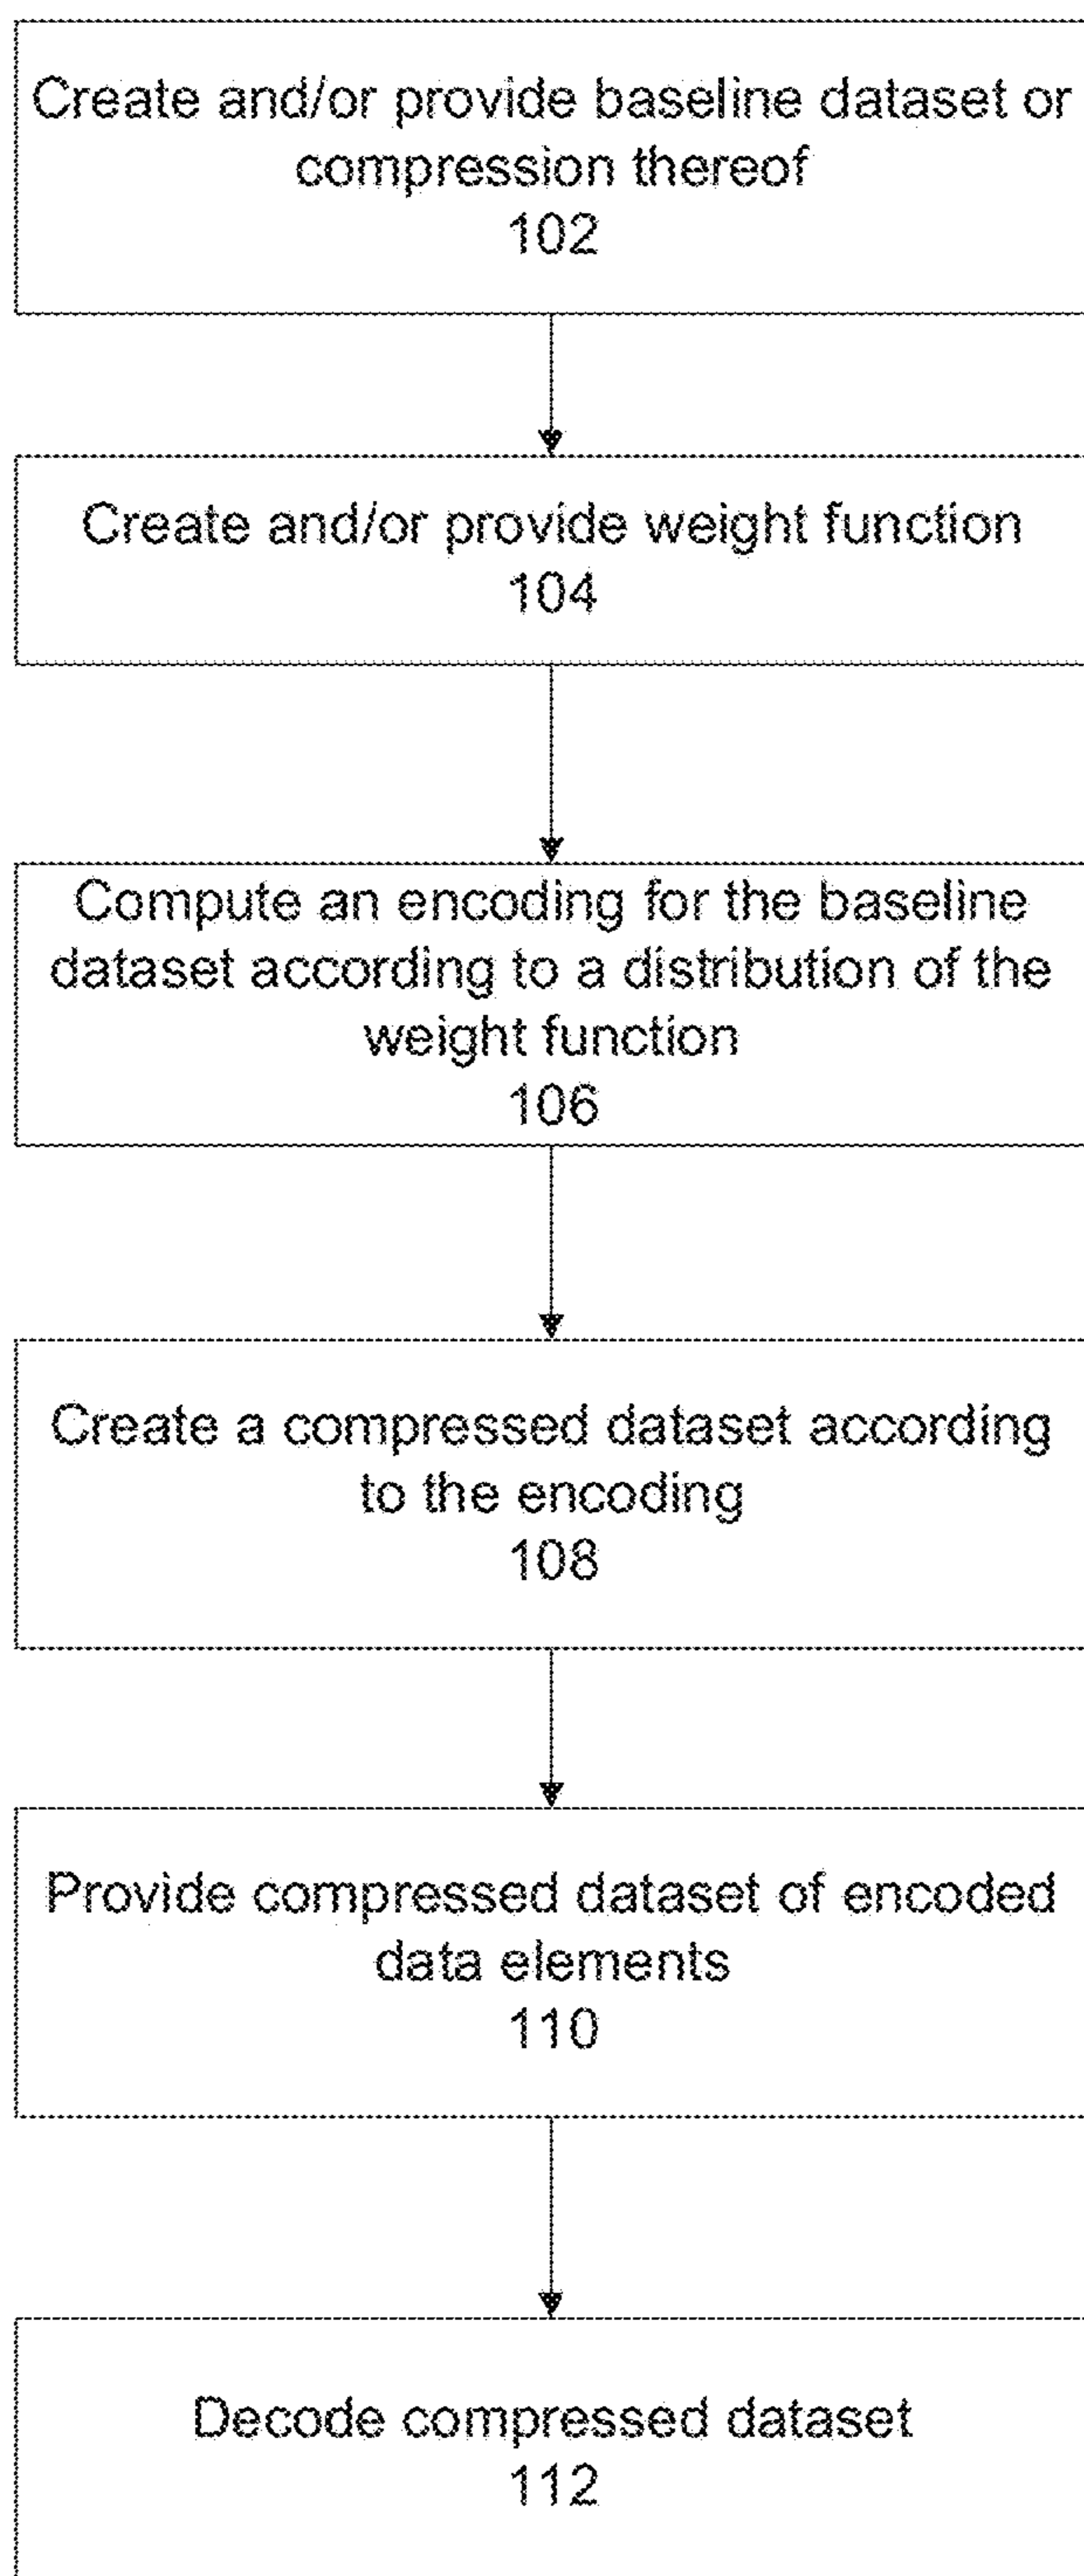 Create and/or provide baseline dataset or
compression thereof
102
Create and/or provide weight function
104
Compute an encoding for the baseline
dataset according to a distribution of the
weight function
106
Create a compressed dataset according
to the encoding
108
Provide compressed dataset of encoded
data elements
110
Decode compressed dataset
112